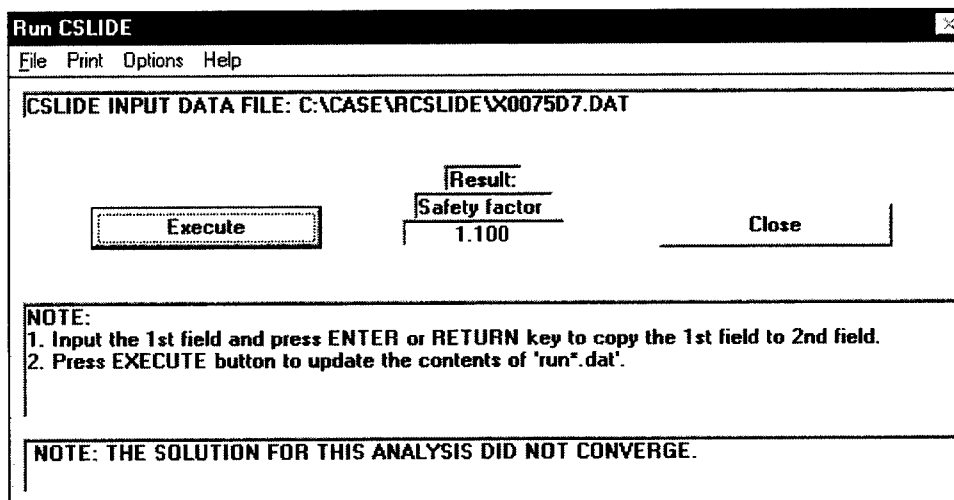 Run CSLIDE
File Print Options Help
CSLIDE INPUT DATA FILE: C:\CASE\RCSLIDE\X0075D7.DAT
Result:
Safety factor
Execute
1.100
Close
NOTE:
1. Input the 1st field and press ENTER or RETURN key to copy the 1st field to 2nd field.
2. Press EXECUTE button to update the contents of 'run*.dat'.
NOTE: THE SOLUTION FOR THIS ANALYSIS DID NOT CONVERGE.